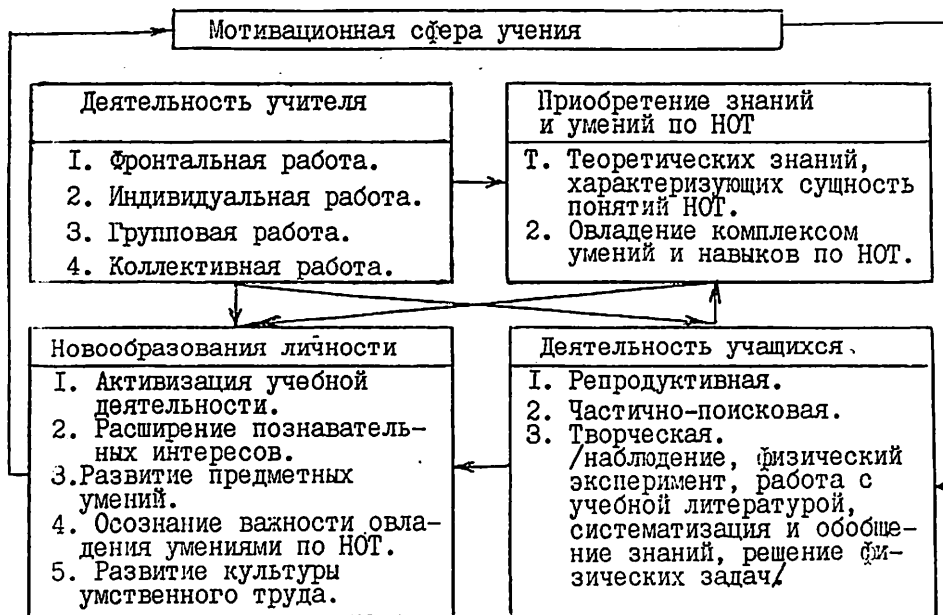 Мотивационная сфера учения
Деятельность учителя
I. Фронтальная работа.
2. Индивидуальная работа.
3. Групповая работа.
4. Коллективная работа.
Приобретение знаний
и умений по НОТ
Т. Теоретических знаний,
характеризующих сущность
понятий НОТ.
2. Овладение комплексом
умений и навыков по НОТ.
Новообразования личности
I. Активизация учебной
деятельности.
2. Расширение познаватель-
ных интересов.
3.Развитие предметных
умений.
4. Осознание важности овла-
дения умениями по НОТ.
5. Развитие культуры
умственного труда.
Деятельность учащихся
I. Репродуктивная.
2. Частично-поисковая.
3. Творческая.
/наблюдение, физический
эксперимент, работа с
учебной литературой,
систематизация и обобще-
ние знаний, решение фи-
зических задач/